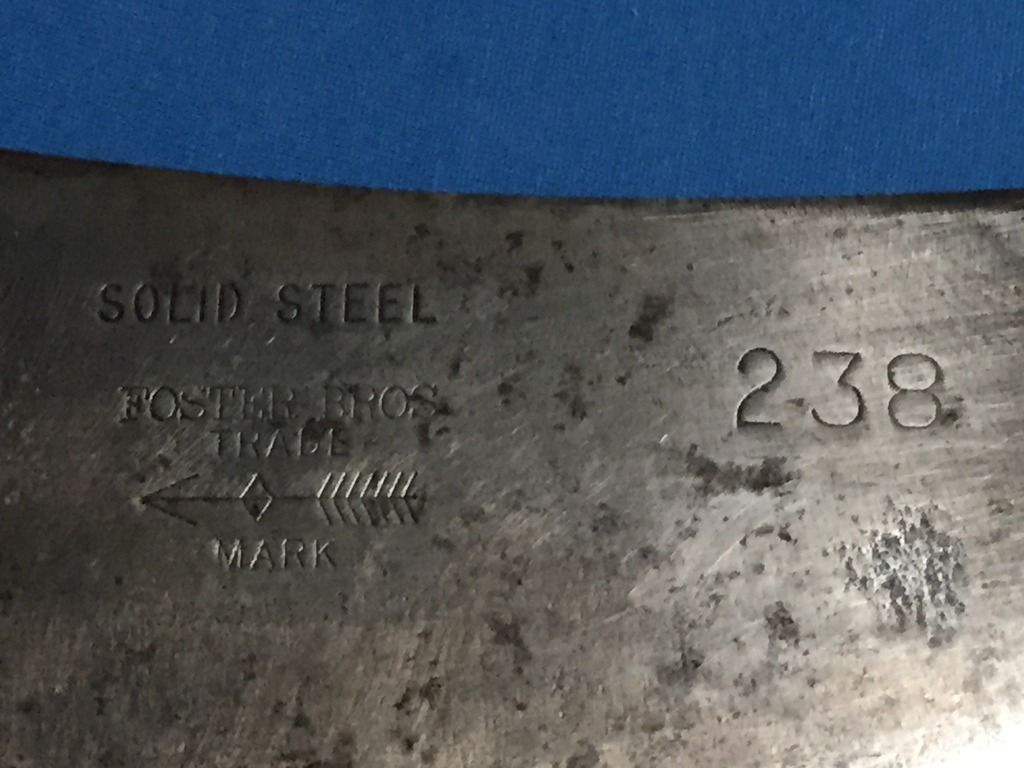 SOLID STEEL
FOSTER BROS.
TRADE
MARK
238